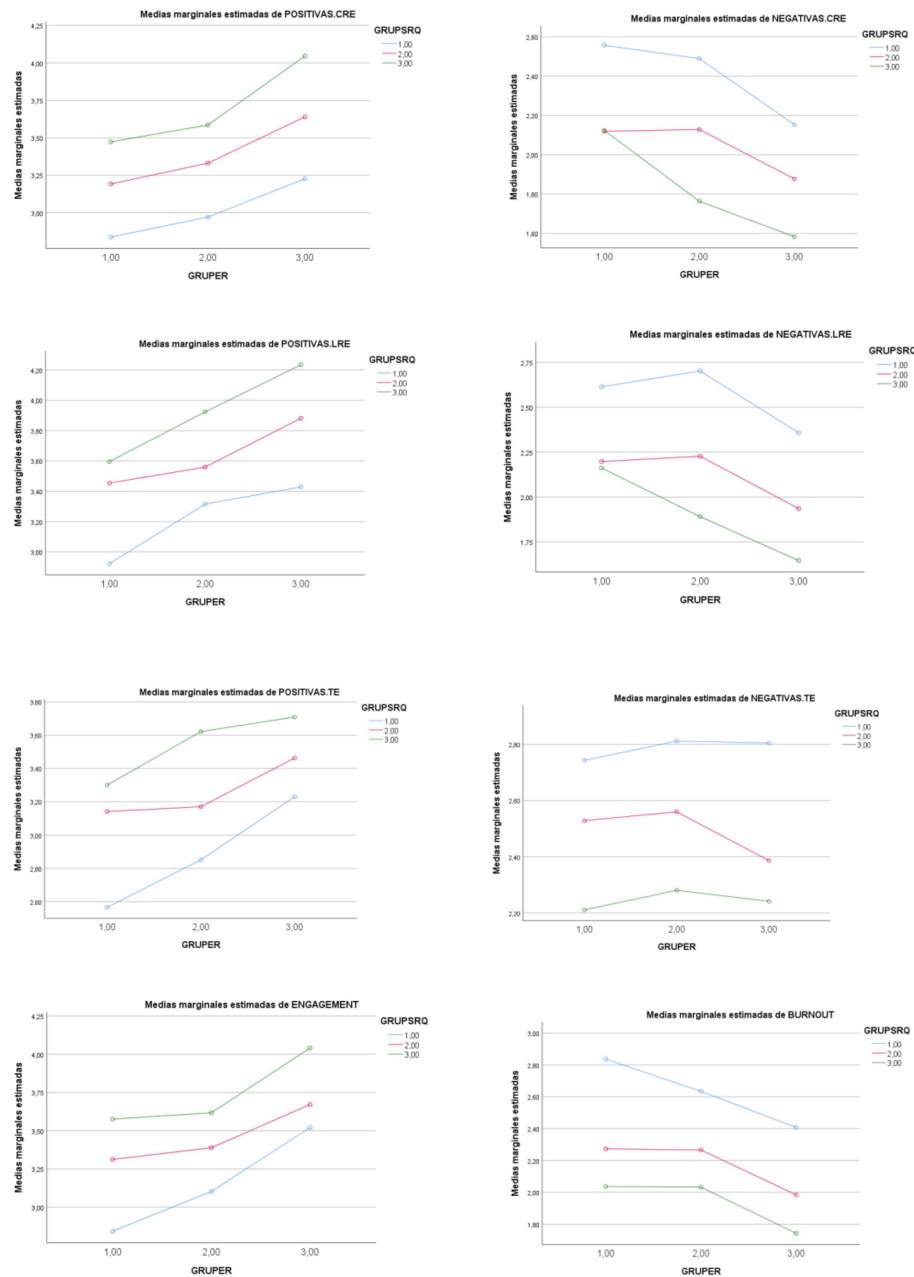 Medias marginales estimadas de POSITIVAS.CRE
GRUPSRQ
1,00
2,00
3,00
Medias marginales estimadas
4,25
4,00
3,75
3,50
3,25
3,00
1,00 2,00 3,00
GRUPER
Medias marginales estimadas de NEGATIVAS.CRE
GRUPSRQ
1,00
2,00
3,00
Medias marginales estimadas
2,60
2,40
2,20
2,00
1,80
1,60
1,00 2,00 3,00
GRUPER
Medias marginales estimadas de POSITIVAS.LRE
GRUPSRQ
1,00
2,00
3,00
Medias marginales estimadas
4,20
4,00
3,80
3,60
3,40
3,20
3,00
1,00 2,00 3,00
GRUPER
Medias marginales estimadas de NEGATIVAS.LRE
GRUPSRQ
1,00
2,00
3,00
Medias marginales estimadas
2,75
2,50
2,25
2,00
1,75
1,00 2,00 3,00
GRUPER
Medias marginales estimadas de POSITIVAS.TE
GRUPSRQ
1,00
2,00
3,00
Medias marginales estimadas
3,80
3,60
3,40
3,20
3,00
2,80
2,60
1,00 2,00 3,00
GRUPER
Medias marginales estimadas de NEGATIVAS.TE
GRUPSRQ
1,00
2,00
3,00
Medias marginales estimadas
2,80
2,60
2,40
2,20
1,00 2,00 3,00
GRUPER
Medias marginales estimadas de ENGAGEMENT
GRUPSRQ
1,00
2,00
3,00
Medias marginales estimadas
4,25
4,00
3,75
3,50
3,25
3,00
1,00 2,00 3,00
GRUPER
Medias marginales estimadas de BURNOUT
GRUPSRQ
1,00
2,00
3,00
Medias marginales estimadas
3,00
2,80
2,60
2,40
2,20
2,00
1,80
1,00 2,00 3,00
GRUPER